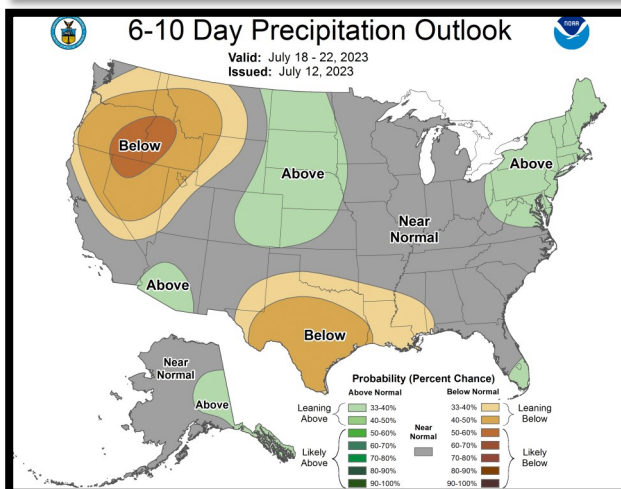 6-10 Day Precipitation Outlook
NOAA
Valid: July 18 - 22, 2023
Issued: July 12, 2023
Below
Above
Above
Near
Normal
Above
Below
Near
Normal
Above
Probability (Percent Chance)
Above Normal
Below Normal
Leaning
Above
33-40%
40-50%
50-60%
60-70%
70-80%
80-90%
90-100%
Likely
Above
Near
Normal
33-40%
40-50%
50-60%
60-70%
70-80%
80-90%
90-100%
Leaning
Below
Likely
Below